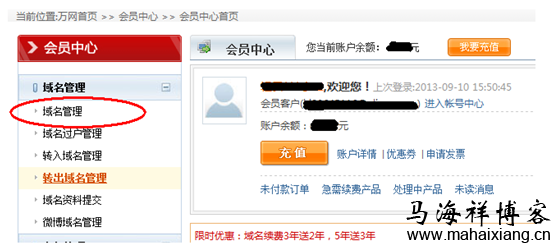 当前位置:万网首页 >> 会员中心 >> 会员中心首页
会员中心
域名管理
域名管理
域名过户管理
转入域名管理
转出域名管理
域名资料提交
微博域名管理
会员中心 您当前账户余额: 元 我要充值
,欢迎您！上次登录:2013-09-10 15:50:45
会员客户( 进入帐号中心
账户余额: 元
充 值 账户详情 | 优惠券 | 申请发票
未付款订单 急需续费产品 处理中产品 未读消息
限时优惠：域名续费3年送2年，5年送3年
马海祥博客
www.mahaixiang.cn